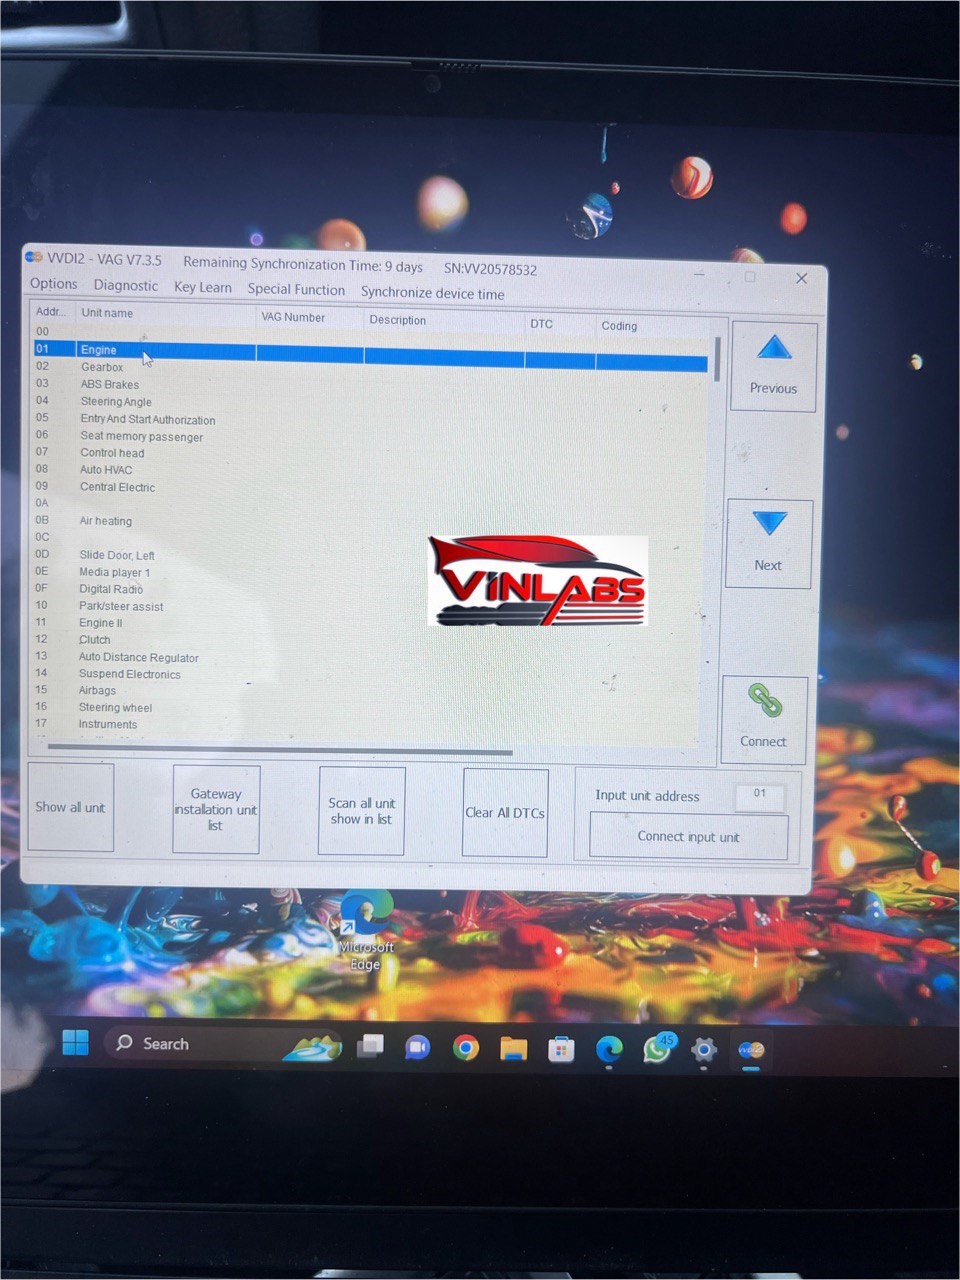 VVDI2 - VAG V7.3.5 Remaining Synchronization Time: 9 days SN:VV20578532
Options Diagnostic Key Learn Special Function Synchronize device time
Addr... Unit name VAG Number Description DTC Coding
00
01 Engine
02 Gearbox
03 ABS Brakes
04 Steering Angle
05 Entry And Start Authorization
06 Seat memory passenger
07 Control head
08 Auto HVAC
09 Central Electric
0A
0B Air heating
0C
0D Slide Door, Left
0E Media player 1
0F Digital Radio
10 Park/steer assist
11 Engine II
12 Clutch
13 Auto Distance Regulator
14 Suspend Electronics
15 Airbags
16 Steering wheel
17 Instruments
Previous
Next
Connect
VINLABS
Show all unit
Gateway
installation unit
list
Scan all unit
show in list
Clear All DTCs
Input unit address 01
Connect input unit
Microsoft
Edge
Search
45